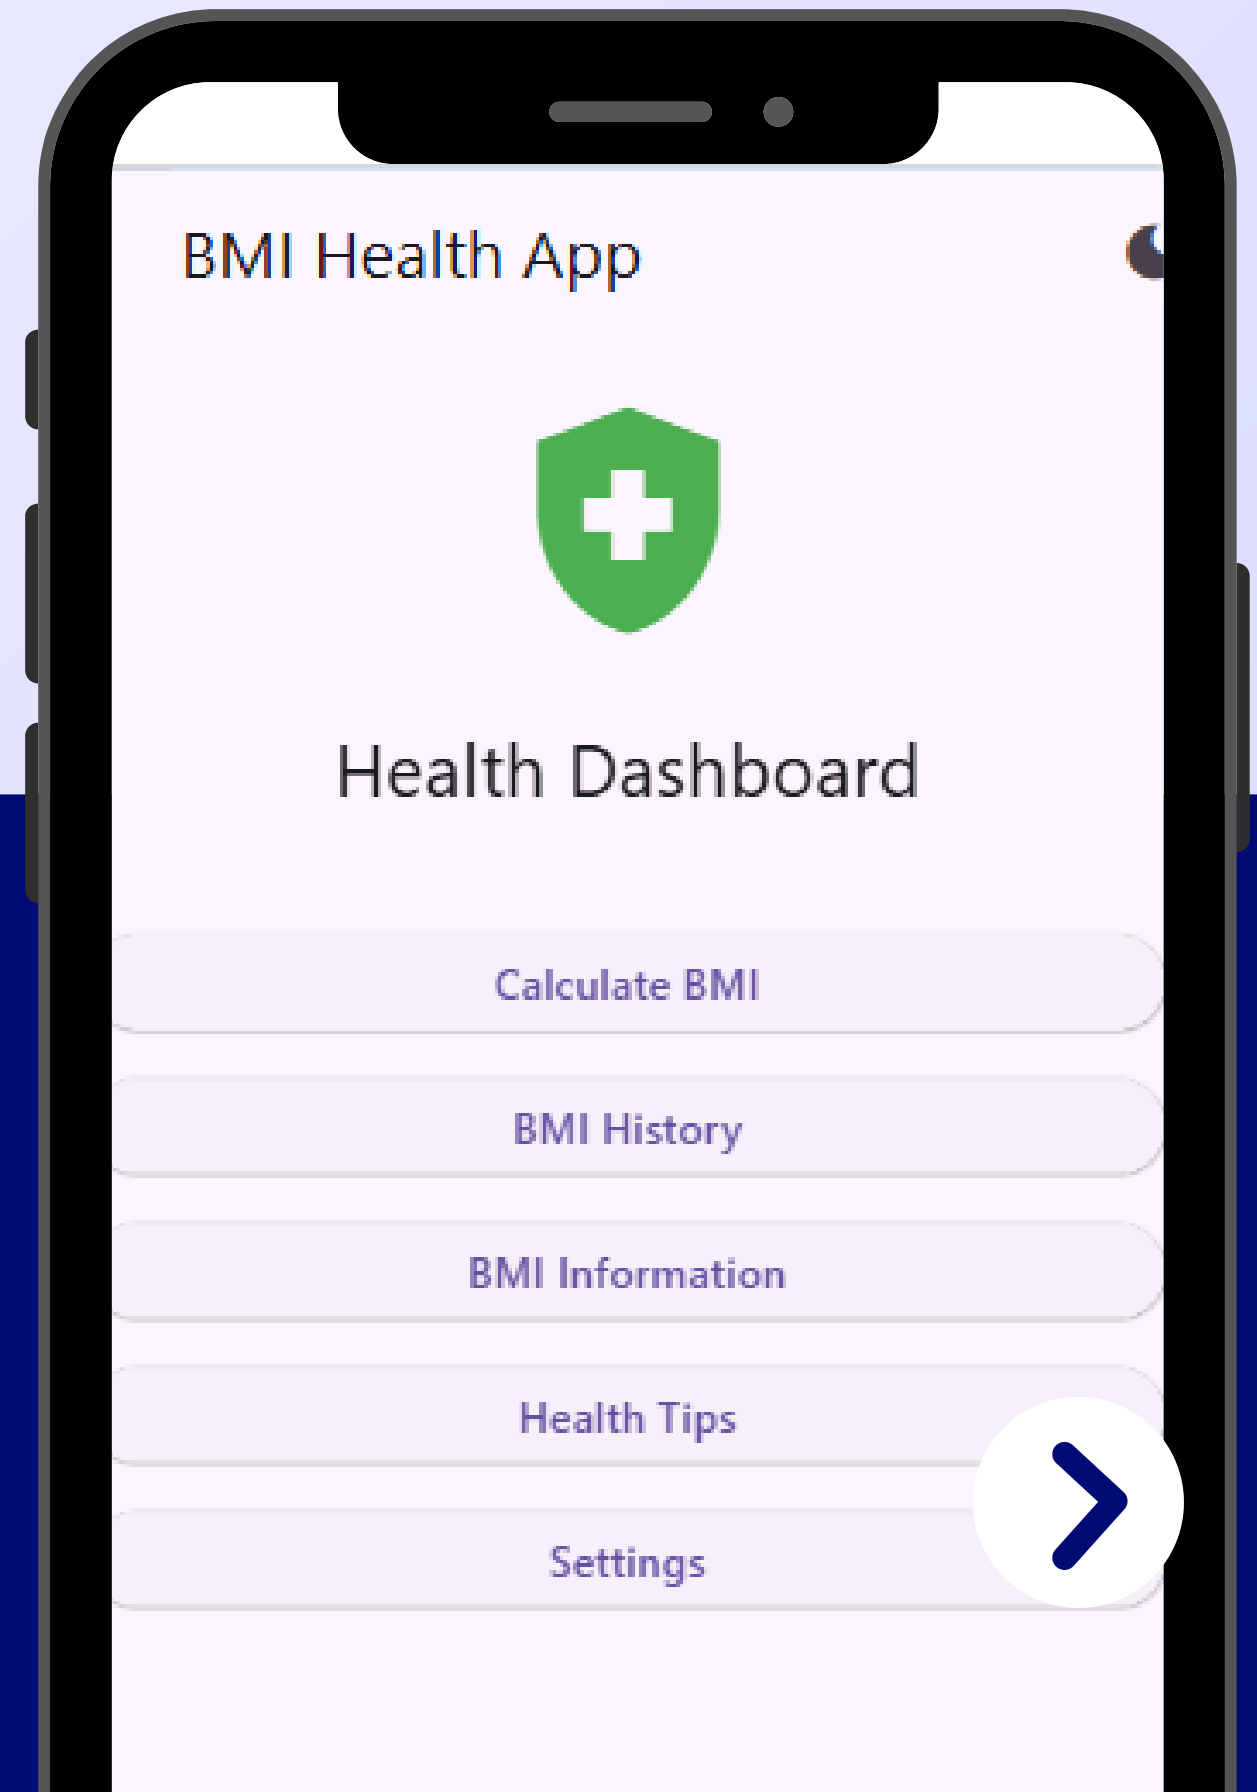 BMI Health App
Health Dashboard
Calculate BMI
BMI History
BMI Information
Health Tips
Settings